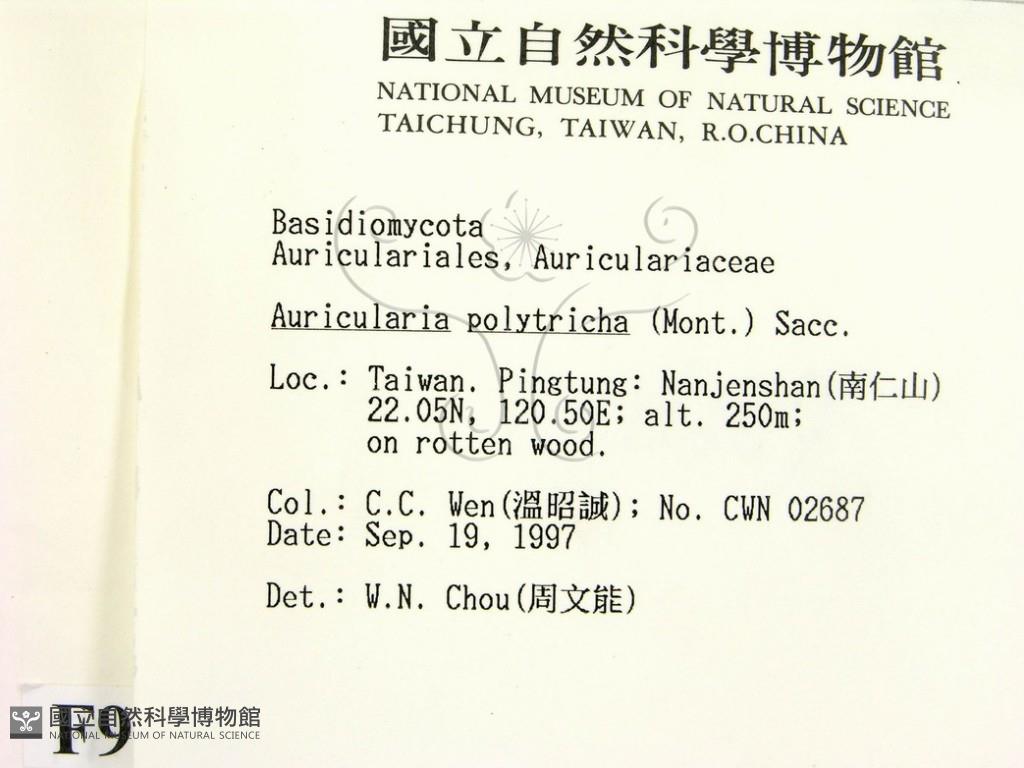 國立自然科學博物館
NATIONAL MUSEUM OF NATURAL SCIENCE
TAICHUNG, TAIWAN, R.O.CHINA
Basidiomycota
Auriculariales, Auriculariaceae
Auricularia polytricha (Mont.) Sacc.
Loc.: Taiwan. Pingtung: Nanjenshan(南仁山)
22.05N, 120.50E; alt. 250m;
on rotten wood.
Col.: C.C. Wen(溫昭誠); No. CWN 02687
Date: Sep. 19, 1997
Det.: W.N. Chou(周文能)
F9
國立自然科學博物館
NATIONAL MUSEUM OF NATURAL SCIENCE